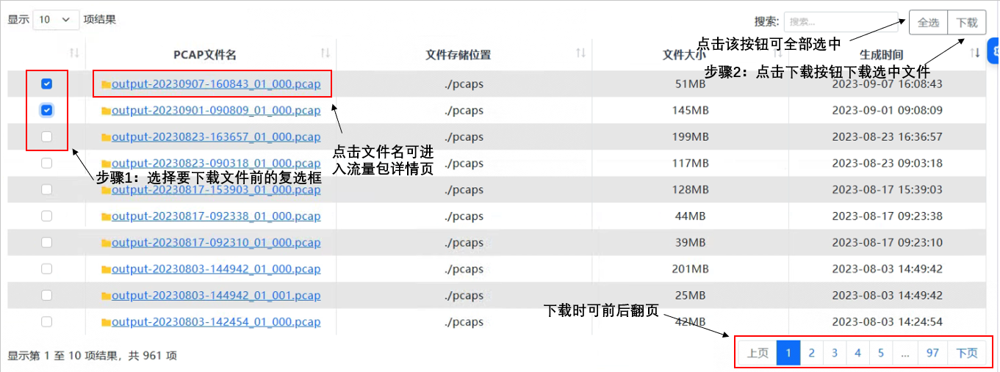 显示 10 项结果 搜索: 搜索... 全选 下载
点击该按钮可全部选中
PCAP文件名 文件存储位置 文件大小 生成时间
步骤2：点击下载按钮下载选中文件
output-20230907-160843_01_000.pcap ./pcaps 51MB 2023-09-07 16:08:43
output-20230901-090809_01_000.pcap ./pcaps 145MB 2023-09-01 09:08:09
output-20230823-163657_01_000.pcap ./pcaps 199MB 2023-08-23 16:36:57
点击文件名可进
入流量包详情页
output-20230823-090318_01_000.pcap ./pcaps 117MB 2023-08-23 09:03:18
步骤1：选择要下载文件前的复选框
output-20230817-153903_01_000.pcap ./pcaps 128MB 2023-08-17 15:39:03
output-20230817-092338_01_000.pcap ./pcaps 44MB 2023-08-17 09:23:38
output-20230817-092310_01_000.pcap ./pcaps 39MB 2023-08-17 09:23:10
output-20230803-144942_01_000.pcap ./pcaps 201MB 2023-08-03 14:49:42
output-20230803-144942_01_001.pcap ./pcaps 25MB 2023-08-03 14:49:42
下载时可前后翻页
output-20230803-142454_01_000.pcap ./pcaps 42MB 2023-08-03 14:24:54
显示第 1 至 10 项结果，共 961 项 上页 1 2 3 4 5 ... 97 下页